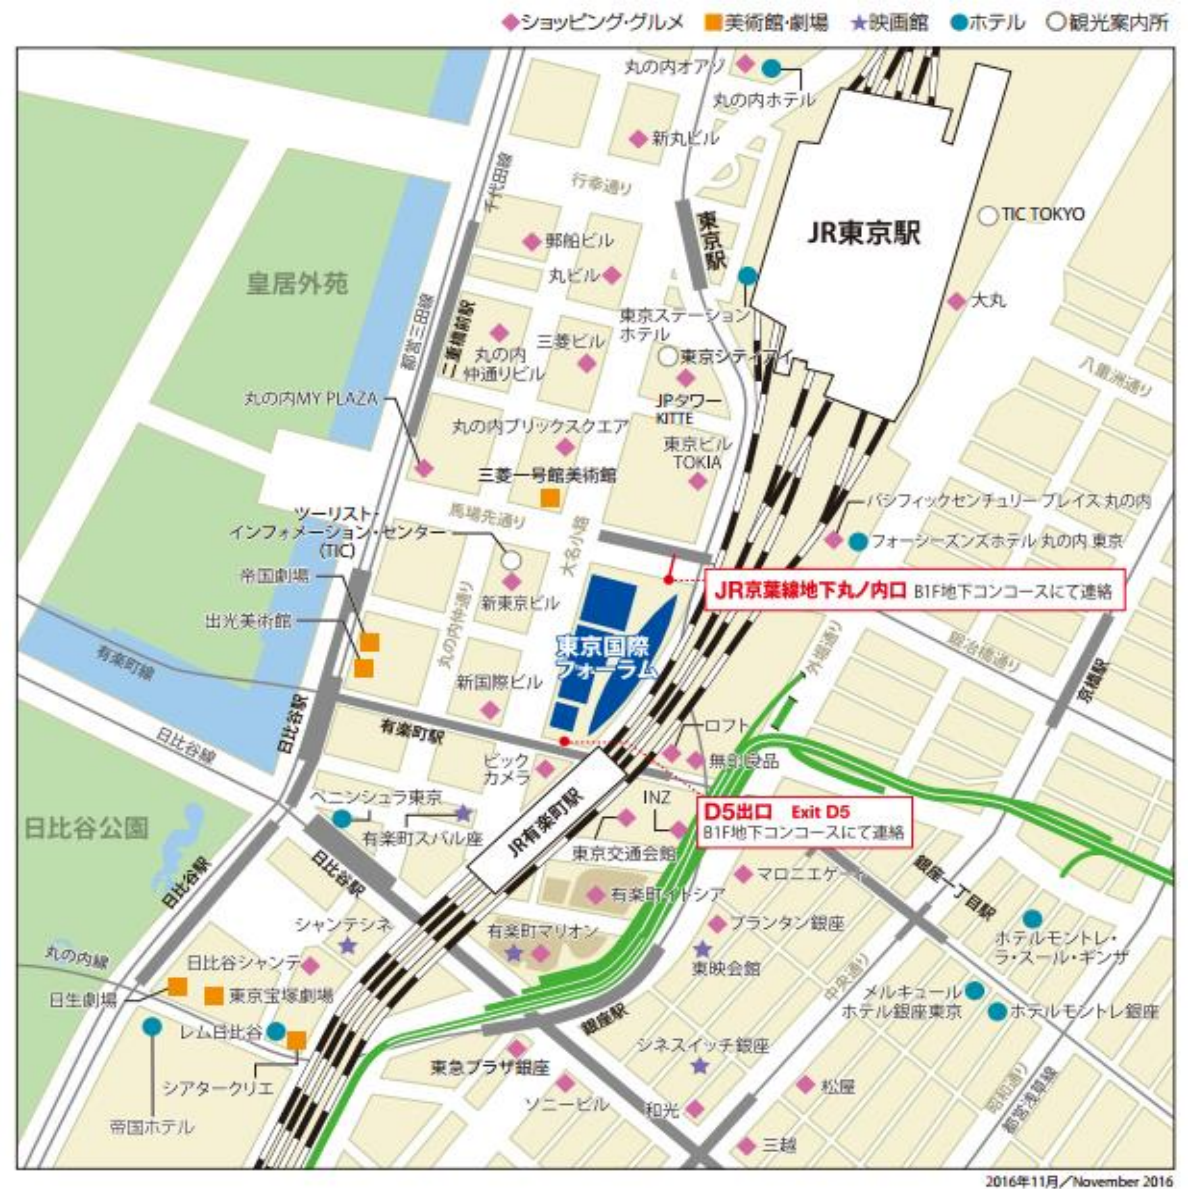 ショッピング・グルメ 美術館・劇場 映画館 ホテル 観光案内所
丸の内オアゾ
丸の内ホテル
新丸ビル
行幸通り
千代田線
東京駅
JR東京駅
TIC TOKYO
郵船ビル
丸ビル
皇居外苑
都営三田線
二重橋前駅
東京ステーション
ホテル
大丸
丸の内
仲通りビル
三菱ビル
東京シティアイ
八重洲通り
丸の内MY PLAZA
JPタワー
KITTE
丸の内ブリックスクエア
東京ビル
TOKIA
三菱一号館美術館
パシフィックセンチュリー プレイス 丸の内
馬場先通り
ツーリスト・
インフォメーション・センター
(TIC)
大名小路
フォーシーズンズホテル 丸の内 東京
帝国劇場
新東京ビル
JR京葉線地下丸ノ内口 B1F地下コンコースにて連絡
出光美術館
丸の内仲通り
東京国際
フォーラム
外堀通り
鍛冶橋通り
京橋駅
有楽町線
新国際ビル
日比谷駅
有楽町駅
日比谷線
ロフト
無印良品
ビック
カメラ
JR有楽町駅
INZ
D5出口 Exit D5
B1F地下コンコースにて連絡
ペニンシュラ東京
有楽町スバル座
日比谷公園
東京交通会館
日比谷駅
日比谷駅
マロニエゲート
銀座一丁目駅
有楽町イトシア
シャンテシネ
有楽町マリオン
プランタン銀座
ホテルモントレ・
ラ・スール・ギンザ
丸の内線
日比谷シャンテ
東映会館
中央通り
日生劇場
東京宝塚劇場
メルキュール
ホテル銀座東京
ホテルモントレ銀座
レム日比谷
銀座駅
シネスイッチ銀座
シアタークリエ
東急プラザ銀座
松屋
昭和通り
都営浅草線
帝国ホテル
ソニービル
和光
三越
2016年11月／November 2016